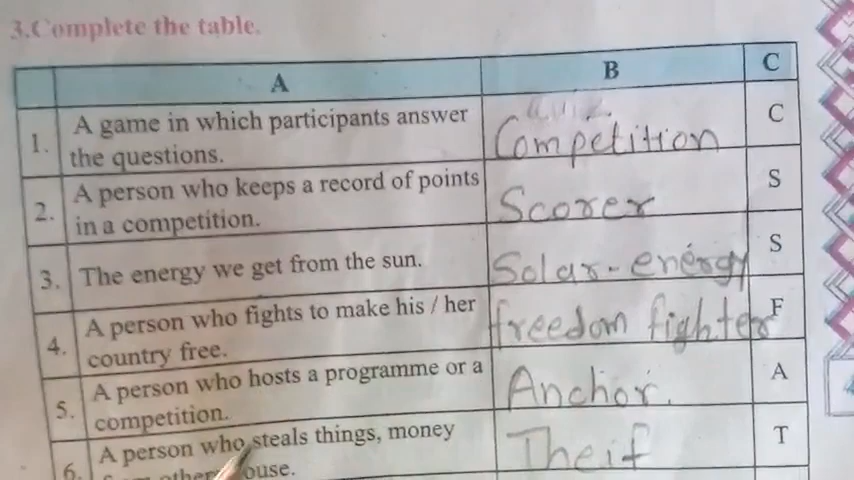 3.Complete the table.
A B C
1. A game in which participants answer the questions. quiz Competition C
2. A person who keeps a record of points in a competition. Scorer S
3. The energy we get from the sun. Solar-energy S
4. A person who fights to make his / her country free. freedom fighter F
5. A person who hosts a programme or a competition. Anchor. A
6. A person who steals things, money Theif T